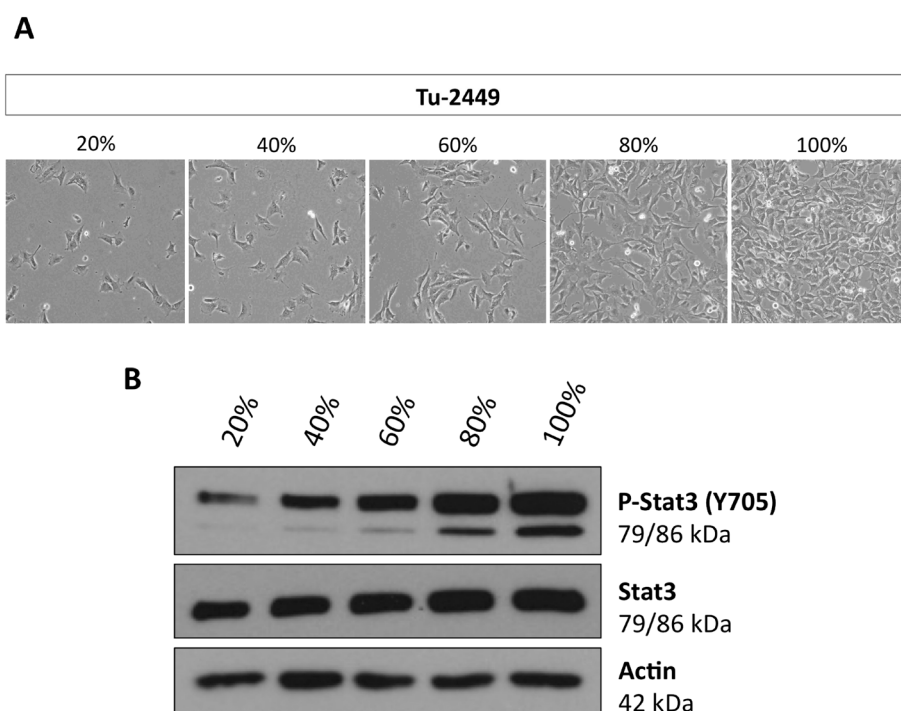 A
Tu-2449
20% 40% 60% 80% 100%
B
20% 40% 60% 80% 100%
P-Stat3 (Y705)
79/86 kDa
Stat3
79/86 kDa
Actin
42 kDa